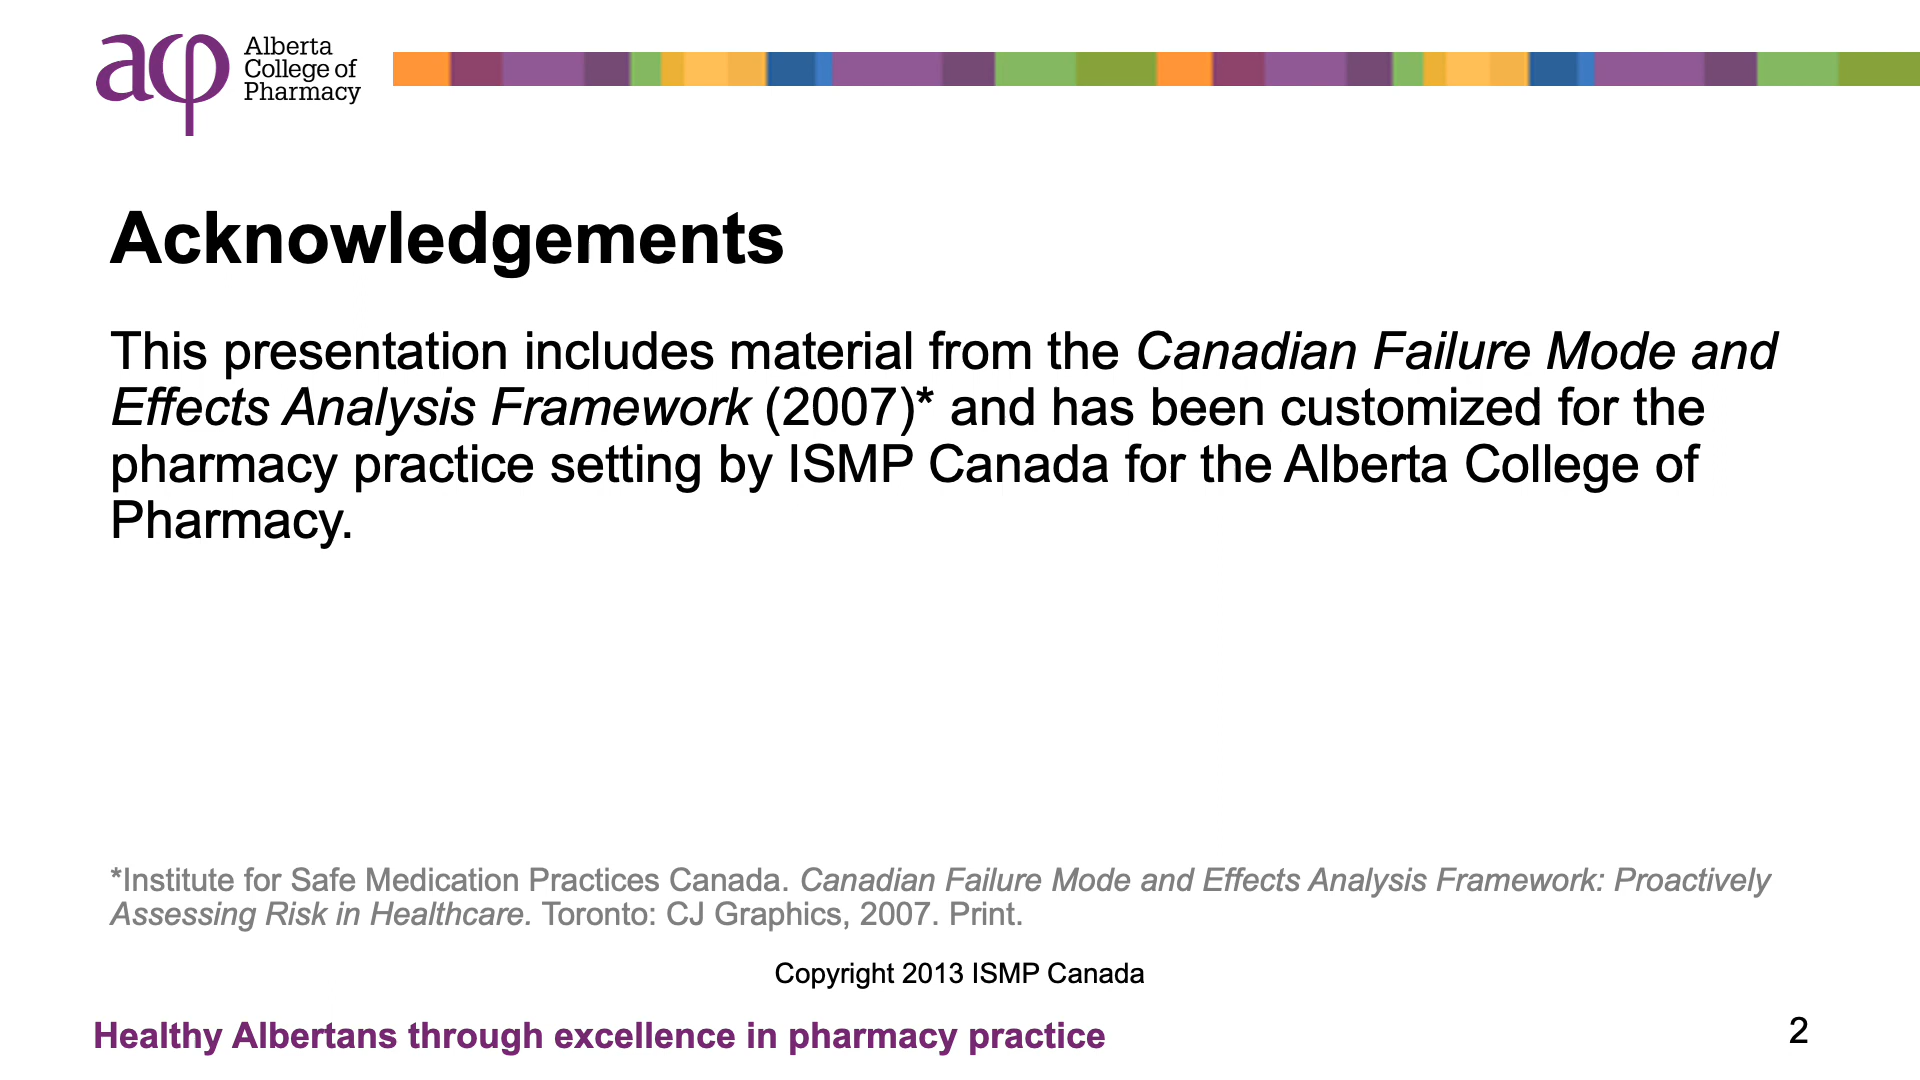 aφ
Alberta
College of
Pharmacy
Acknowledgements
This presentation includes material from the Canadian Failure Mode and
Effects Analysis Framework (2007)* and has been customized for the
pharmacy practice setting by ISMP Canada for the Alberta College of
Pharmacy.
*Institute for Safe Medication Practices Canada. Canadian Failure Mode and Effects Analysis Framework: Proactively
Assessing Risk in Healthcare. Toronto: CJ Graphics, 2007. Print.
Copyright 2013 ISMP Canada
Healthy Albertans through excellence in pharmacy practice
2